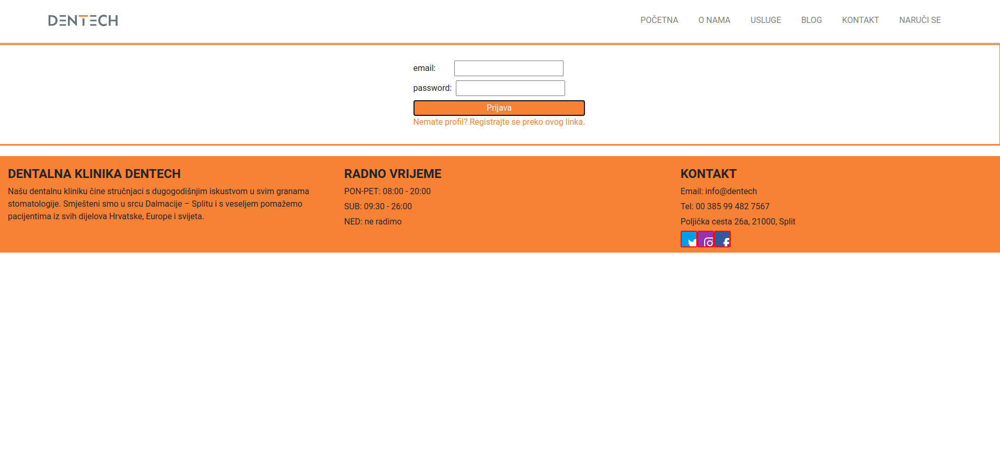 DENTECH
POČETNA O NAMA USLUGE BLOG KONTAKT NARUČI SE
email:
password:
Prijava
Nemate profil? Registrajte se preko ovog linka.
DENTALNA KLINIKA DENTECH
Našu dentalnu kliniku čine stručnjaci s dugogodišnjim iskustvom u svim granama
stomatologije. Smješteni smo u srcu Dalmacije – Splitu i s veseljem pomažemo
pacijentima iz svih dijelova Hrvatske, Europe i svijeta.
RADNO VRIJEME
PON-PET: 08:00 - 20:00
SUB: 09:30 - 26:00
NED: ne radimo
KONTAKT
Email: info@dentech
Tel: 00 385 99 482 7567
Poljička cesta 26a, 21000, Split